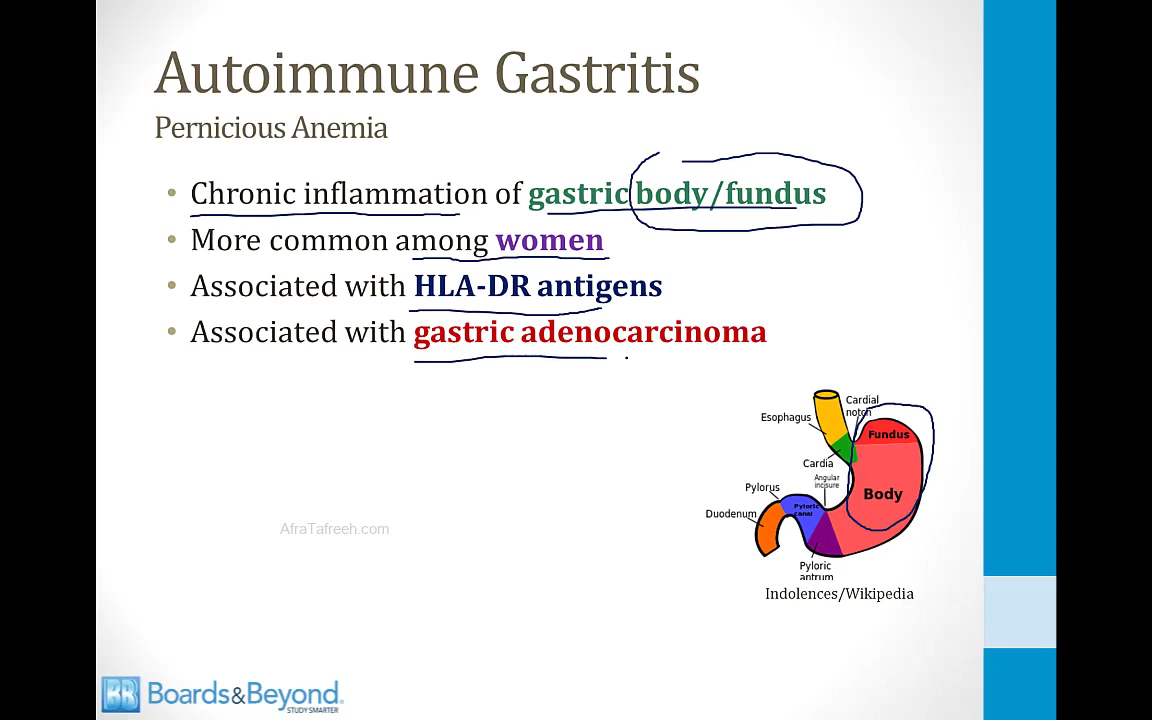 Autoimmune Gastritis
Pernicious Anemia
• Chronic inflammation of gastric body/fundus
• More common among women
• Associated with HLA-DR antigens
• Associated with gastric adenocarcinoma
Cardial
notch
Esophagus
Fundus
Cardia
Angular
incisure
Pylorus
Body
Pyloric
canal
Duodenum
AfraTafreeh.com
Pyloric
antrum
Indolences/Wikipedia
BB Boards&Beyond.
STUDY SMARTER